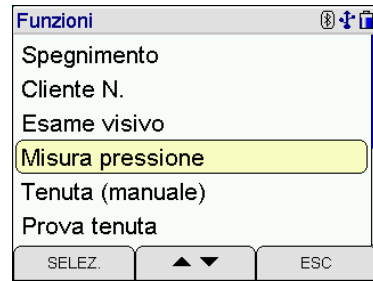 Funzioni
Spegnimento
Cliente N.
Esame visivo
Misura pressione
Tenuta (manuale)
Prova tenuta
SELEZ. ▲ ▼ ESC